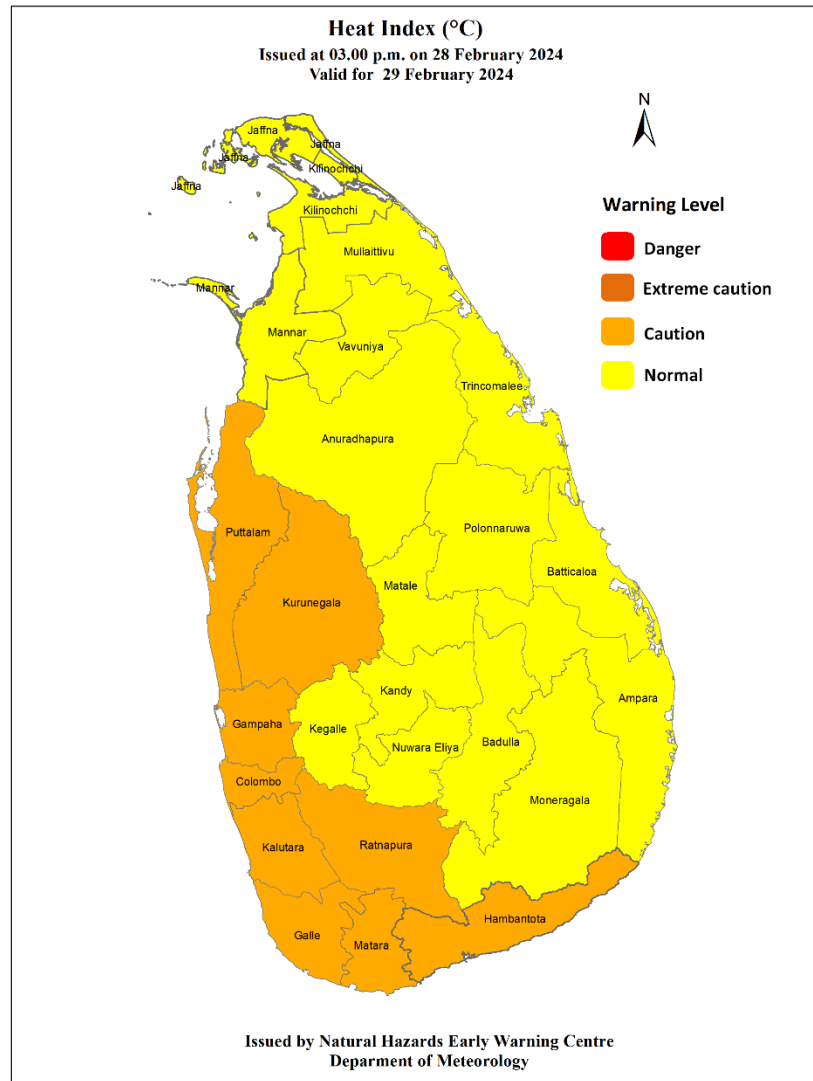 Heat Index (°C)
Issued at 03.00 p.m. on 28 February 2024
Valid for 29 February 2024
N
Warning Level
Danger
Extreme caution
Caution
Normal
Jaffna
Jaffna
Jaffna
Kilinochchi
Jaffna
Kilinochchi
Mullaittivu
Mannar
Mannar
Vavuniya
Trincomalee
Anuradhapura
Polonnaruwa
Puttalam
Batticaloa
Matale
Kurunegala
Kandy
Ampara
Gampaha
Kegalle
Nuwara Eliya
Badulla
Colombo
Moneragala
Kalutara
Ratnapura
Hambantota
Galle
Matara
Issued by Natural Hazards Early Warning Centre
Deparment of Meteorology